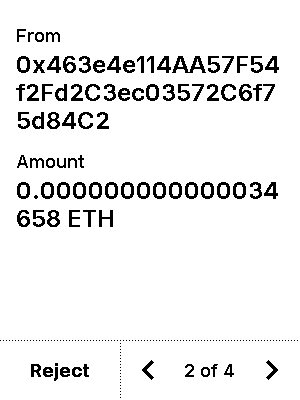 From
0x463e4e114AA57F54
f2Fd2C3ec03572C6f7
5d84C2
Amount
0.000000000000034
658 ETH
Reject
2 of 4